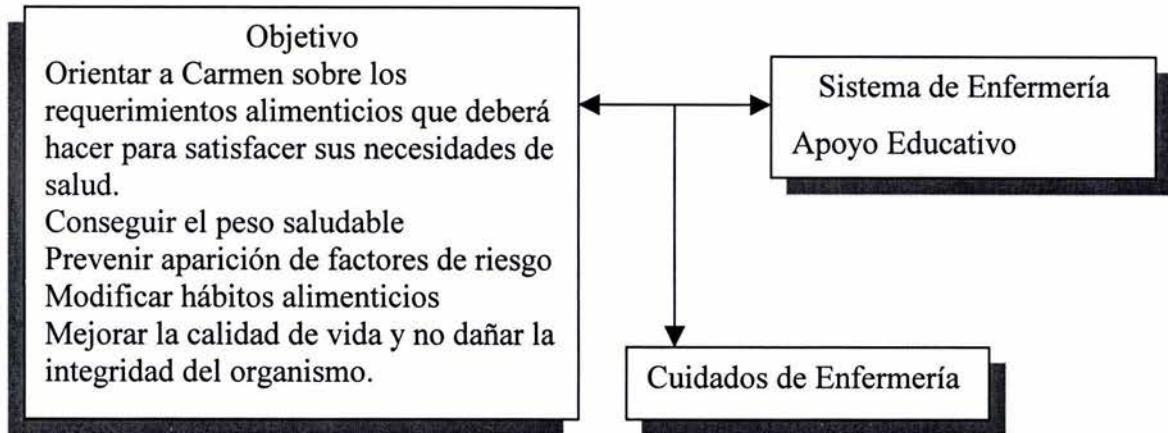 Objetivo
Orientar a Carmen sobre los
requerimientos alimenticios que deberá
hacer para satisfacer sus necesidades de
salud.
Conseguir el peso saludable
Prevenir aparición de factores de riesgo
Modificar hábitos alimenticios
Mejorar la calidad de vida y no dañar la
integridad del organismo.
Sistema de Enfermería
Apoyo Educativo
Cuidados de Enfermería